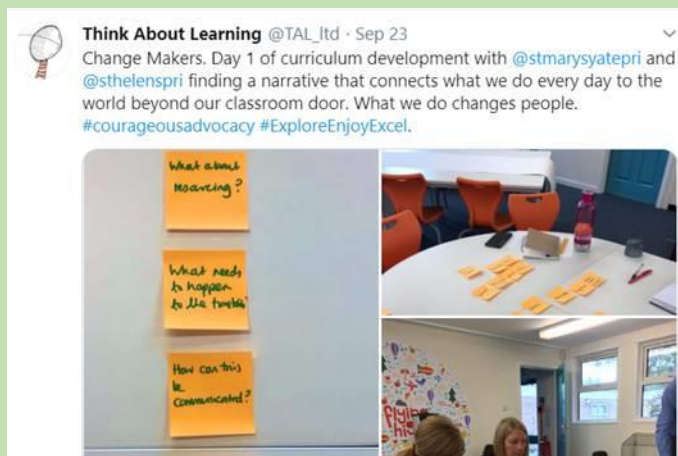 Think About Learning @TAL_ltd · Sep 23
Change Makers. Day 1 of curriculum development with @stmarysyatepri and
@sthelenspri finding a narrative that connects what we do every day to the
world beyond our classroom door. What we do changes people.
#courageousadvocacy #ExploreEnjoyExcel.
What about
resourcing?
What needs
to happen
to the
How can this
be
communicated?
flying